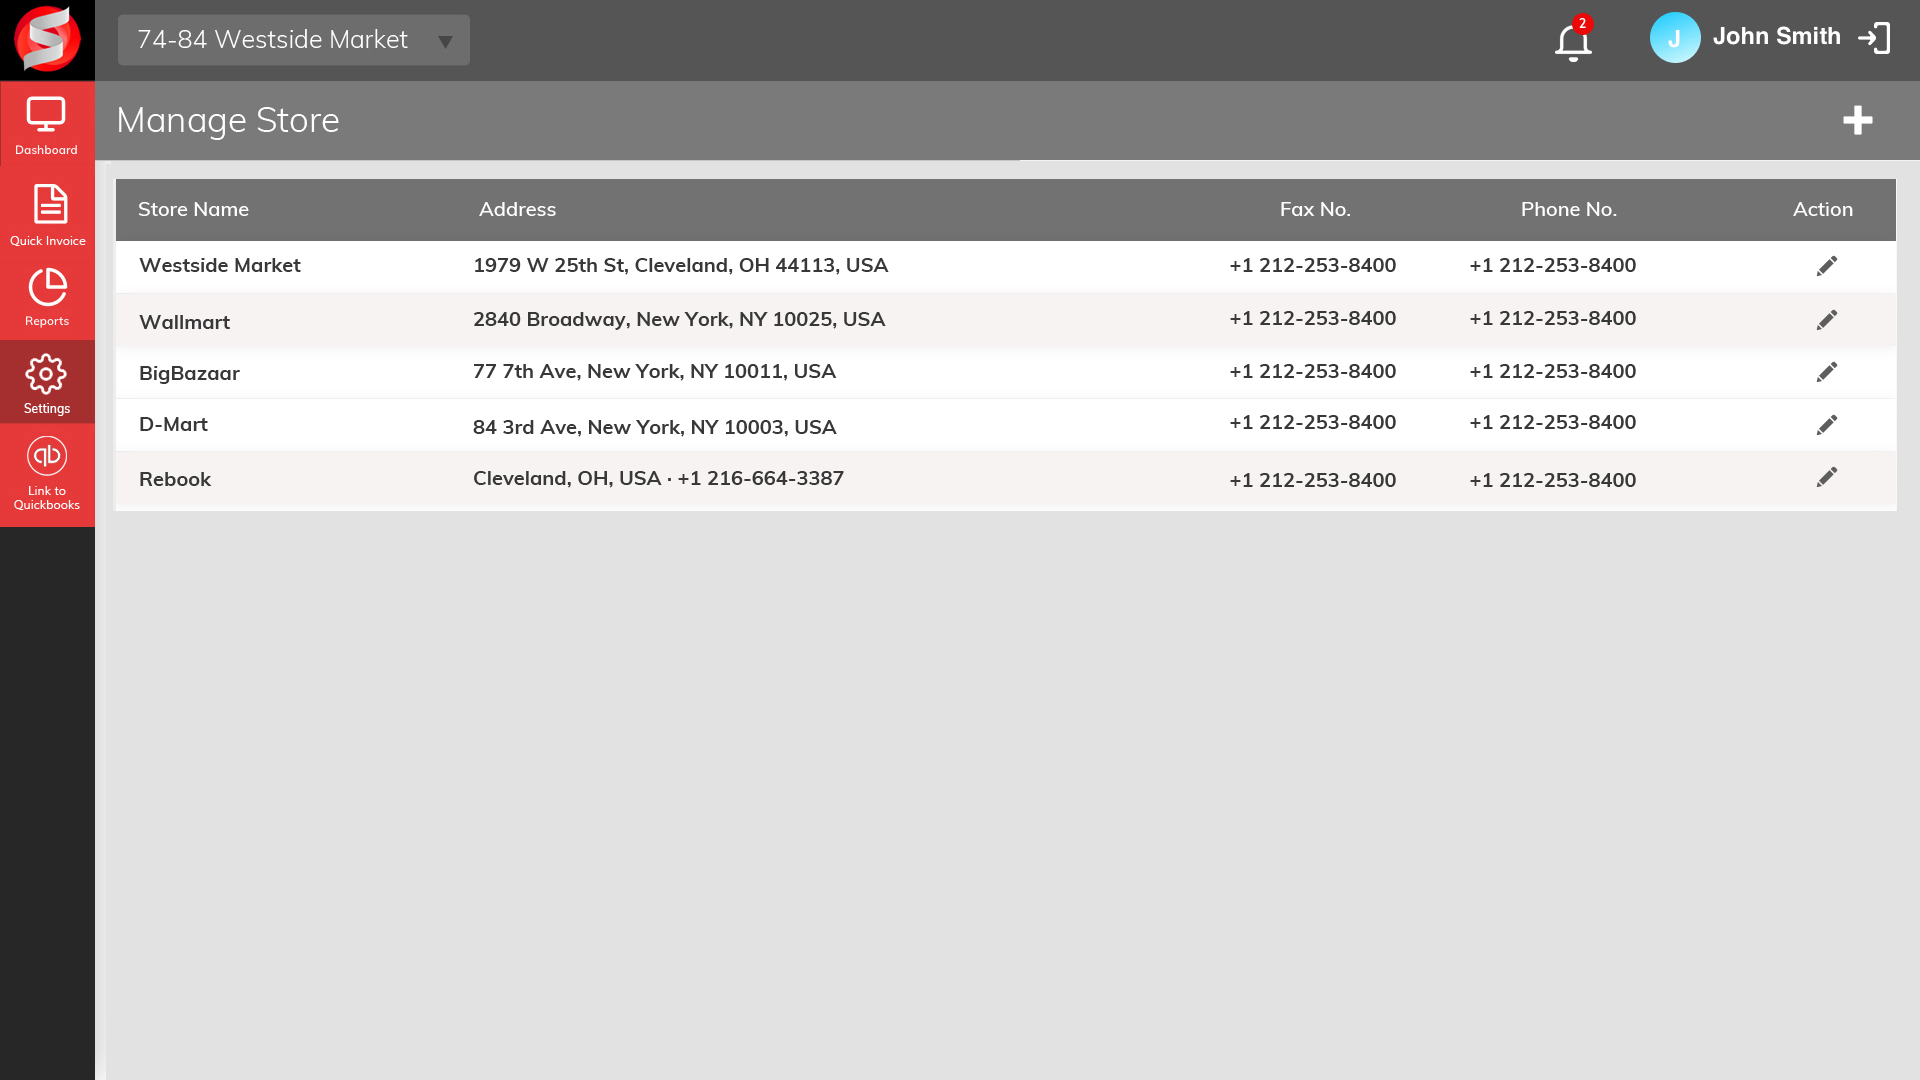 74-84 Westside Market
2
J
John Smith
Manage Store
Dashboard
Quick Invoice
Reports
Settings
Link to
Quickbooks
Store Name Address Fax No. Phone No. Action
Westside Market 1979 W 25th St, Cleveland, OH 44113, USA +1 212-253-8400 +1 212-253-8400
Wallmart 2840 Broadway, New York, NY 10025, USA +1 212-253-8400 +1 212-253-8400
BigBazaar 77 7th Ave, New York, NY 10011, USA +1 212-253-8400 +1 212-253-8400
D-Mart 84 3rd Ave, New York, NY 10003, USA +1 212-253-8400 +1 212-253-8400
Rebook Cleveland, OH, USA · +1 216-664-3387 +1 212-253-8400 +1 212-253-8400